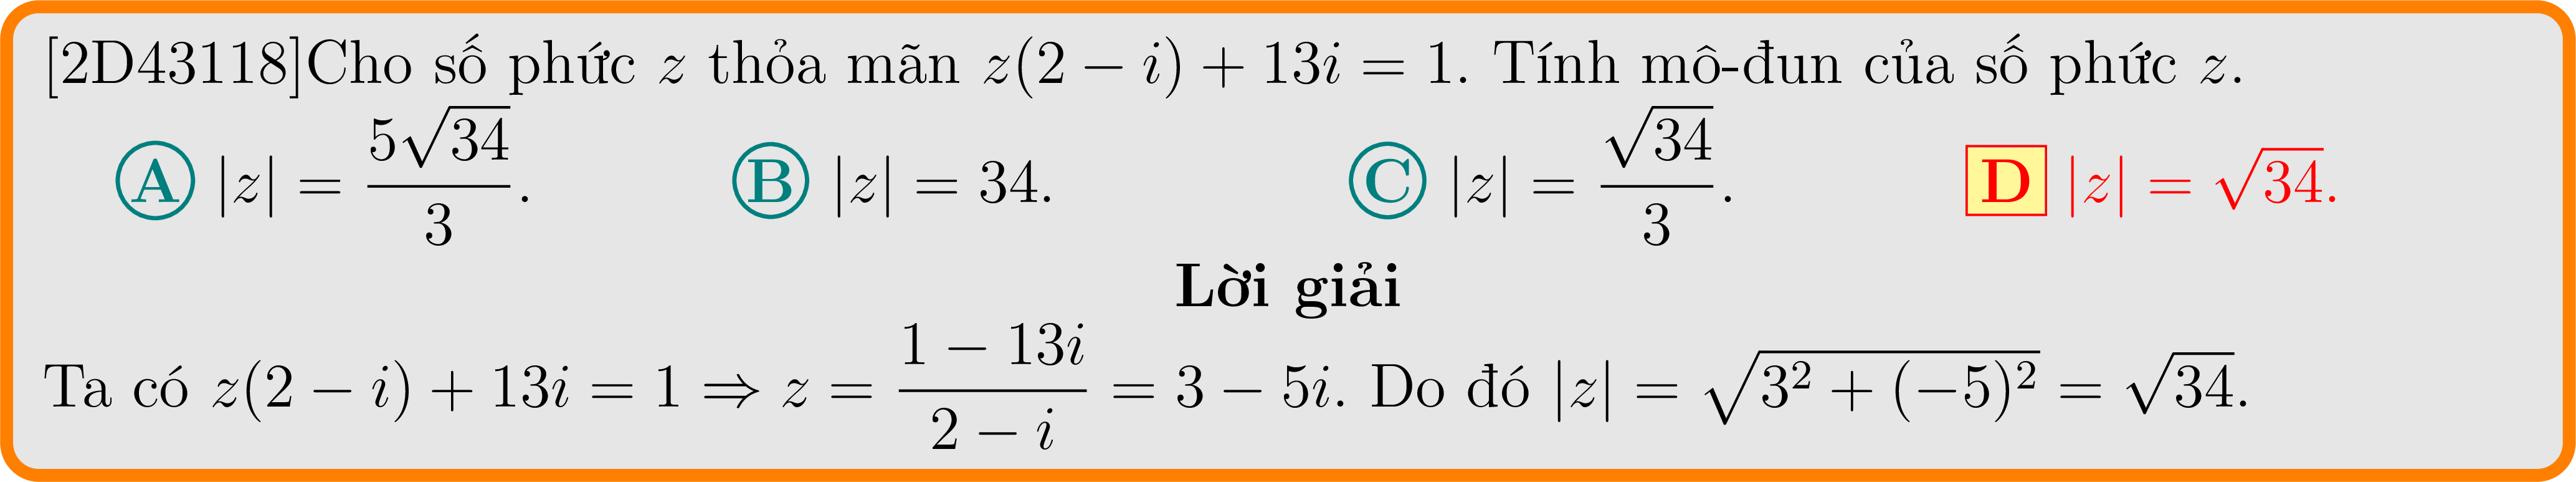 [2D43118]Cho số phức z thỏa mãn z(2 − i) + 13i = 1. Tính mô-đun của số phức z.
A |z| = \frac{5\sqrt{34}}{3}. B |z| = 34. C |z| = \frac{\sqrt{34}}{3}. D |z| = \sqrt{34}.
Lời giải
Ta có z(2 − i) + 13i = 1 ⇒ z = \frac{1 − 13i}{2 − i} = 3 − 5i. Do đó |z| = \sqrt{3^2 + (−5)^2} = \sqrt{34}.